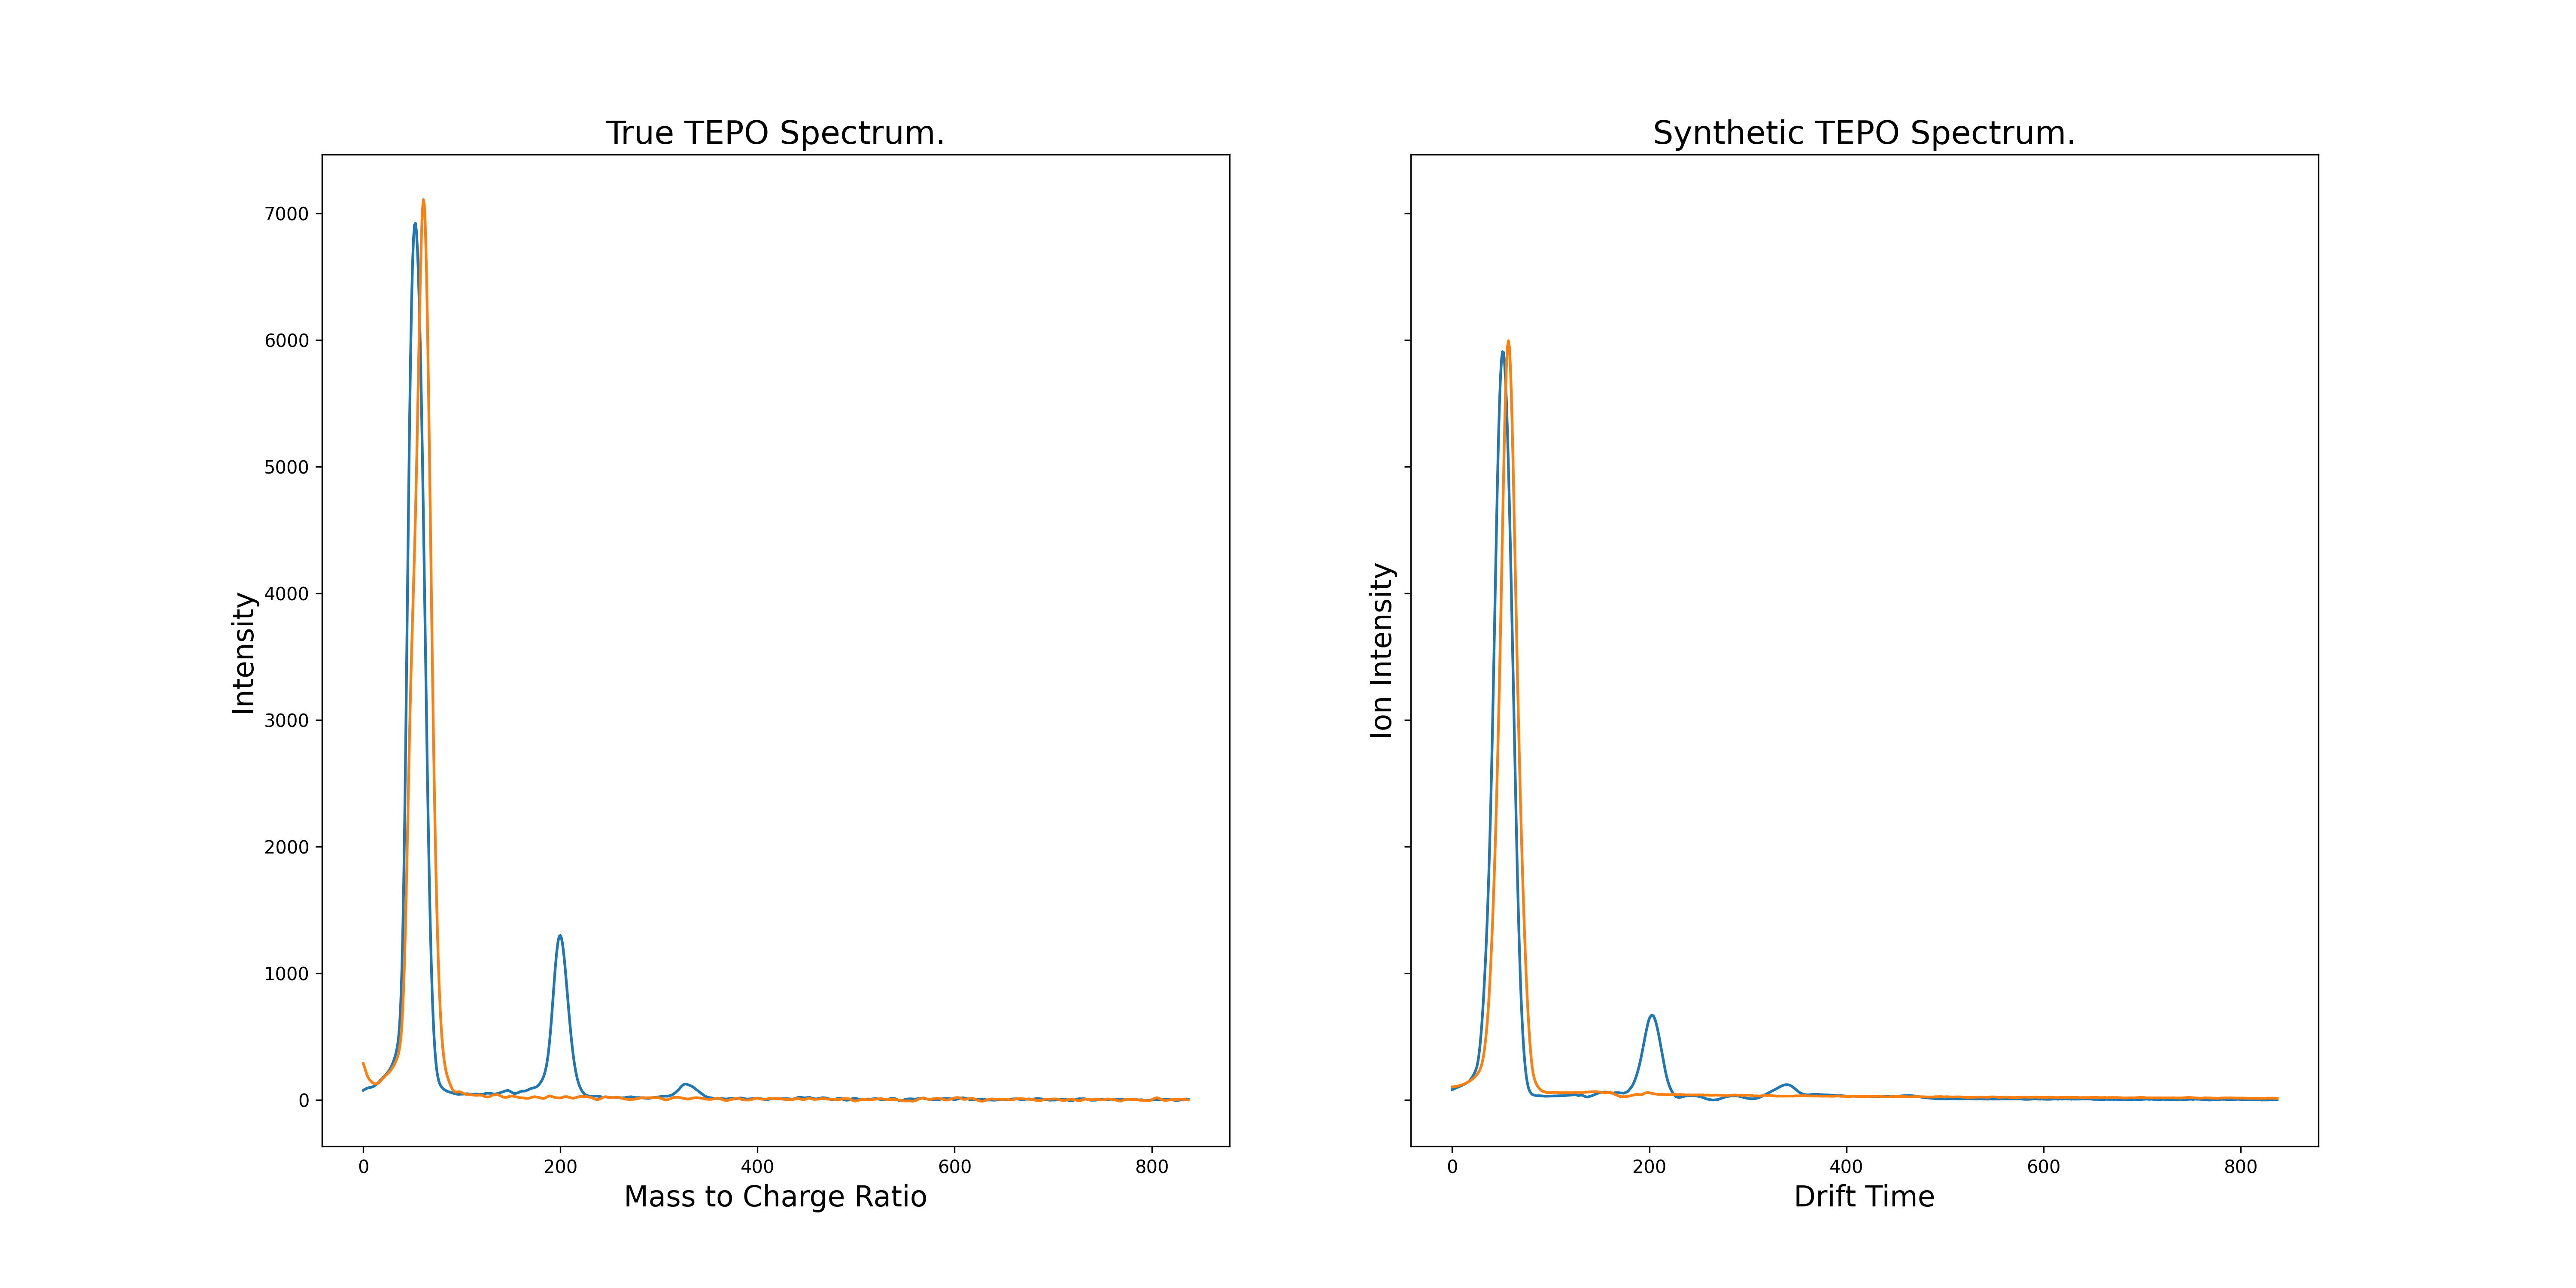 True TEPO Spectrum.
Intensity
7000
6000
5000
4000
3000
2000
1000
0
0 200 400 600 800
Mass to Charge Ratio
Synthetic TEPO Spectrum.
Ion Intensity
0 200 400 600 800
Drift Time